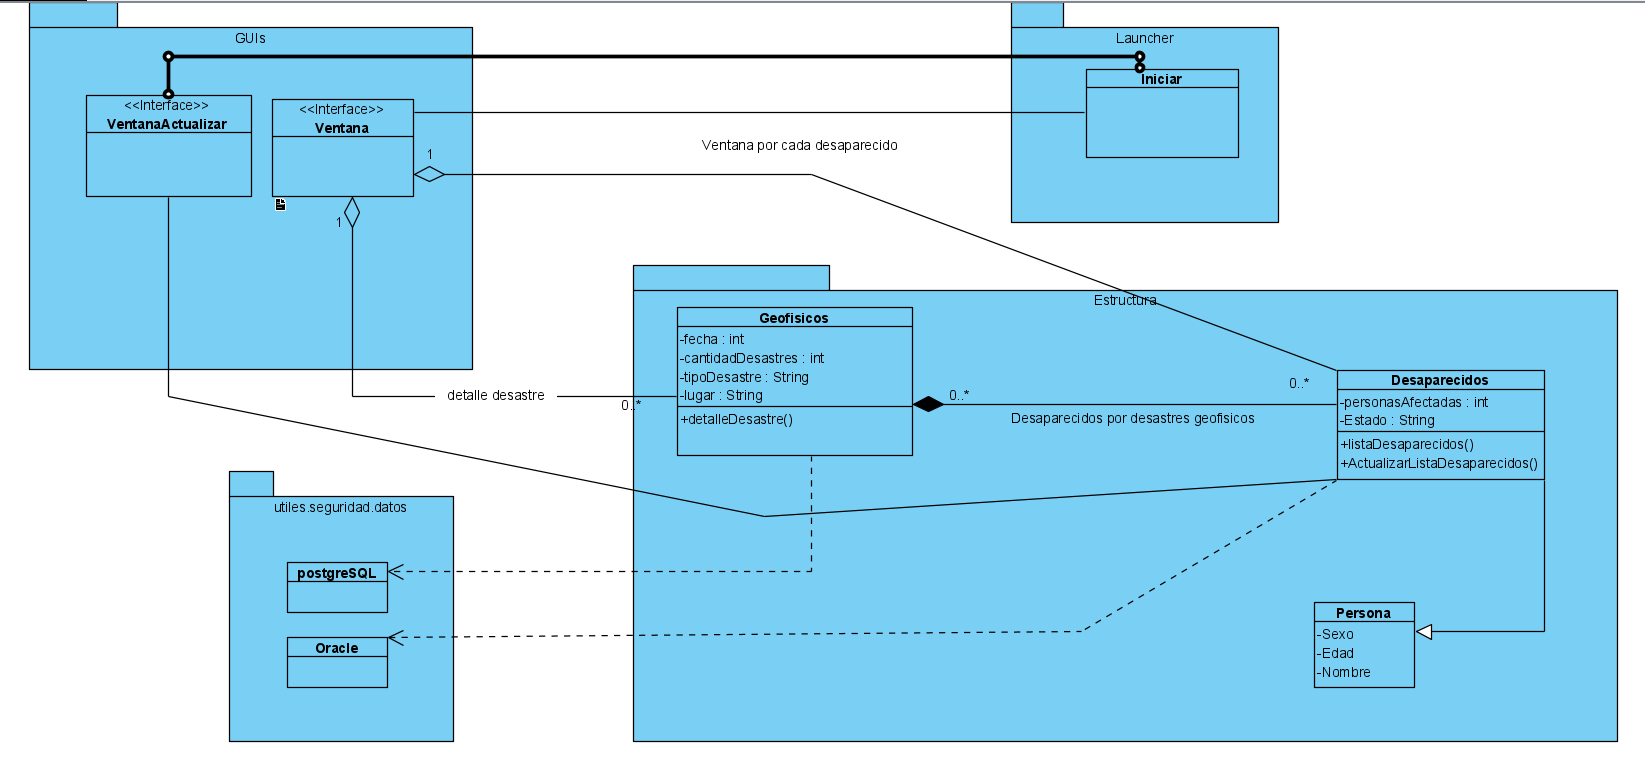 GUIs
<<Interface>>
VentanaActualizar
<<Interface>>
Ventana
1
1
Launcher
Iniciar
Ventana por cada desaparecido
Estructura
Geofisicos
-fecha : int
-cantidadDesastres : int
-tipoDesastre : String
-lugar : String
+detalleDesastre()
detalle desastre
0..*
0..*
0..*
Desaparecidos por desastres geofisicos
Desaparecidos
-personasAfectadas : int
-Estado : String
+listaDesaparecidos()
+ActualizarListaDesaparecidos()
utiles.seguridad.datos
postgreSQL
Oracle
Persona
-Sexo
-Edad
-Nombre